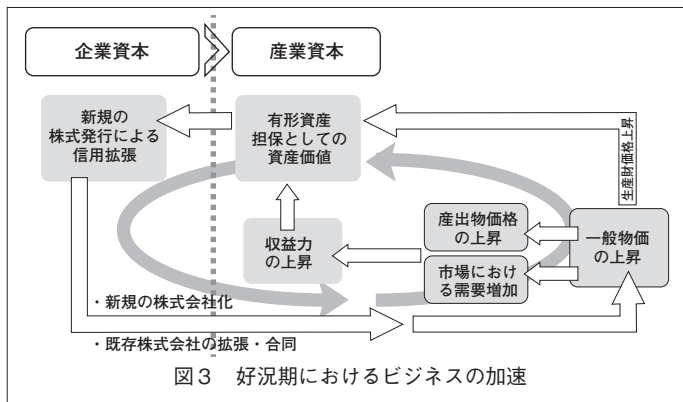 企業資本
産業資本
新規の
株式発行による
信用拡張
有形資産
担保としての
資産価値
生産財価格上昇
収益力
の上昇
産出物価格
の上昇
市場におけ る
需要増加
一般物価
の上昇
・新規の株式会社化
・既存株式会社の拡張・合同
図3 好況期におけるビジネスの加速